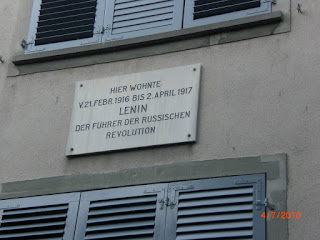 HIER WOHNTE
V. 21. FEBR. 1916 BIS 2. APRIL 1917
LENIN
DER FÜHRER DER RUSSISCHEN
REVOLUTION
4/7/2010